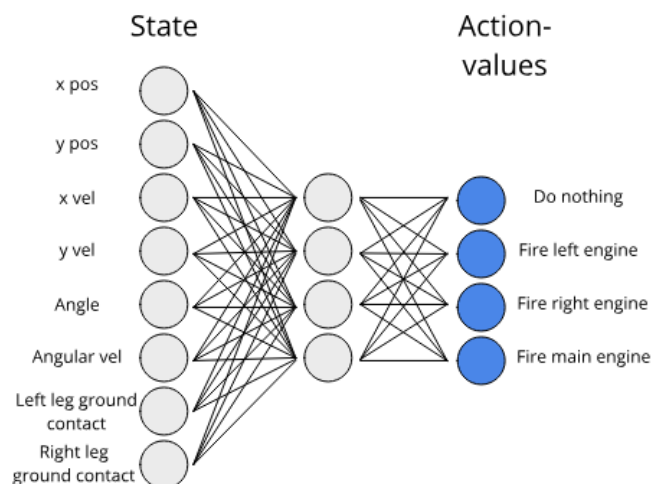 State
Action-
values
x pos
y pos
x vel
y vel
Angle
Angular vel
Left leg ground
contact
Right leg
ground contact
Do nothing
Fire left engine
Fire right engine
Fire main engine